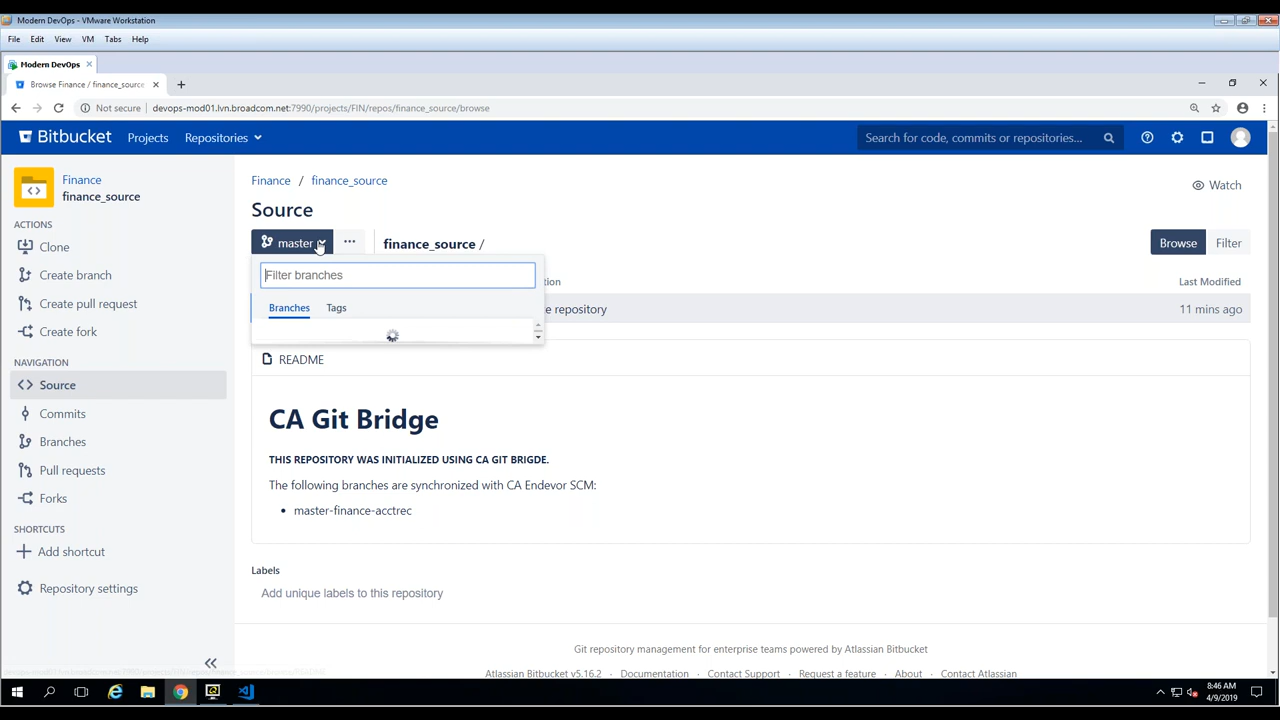 Modern DevOps - VMware Workstation
File Edit View VM Tabs Help
Modern DevOps
Browse Finance / finance_source
Not secure devops-mod01.lvn.broadcom.net:7990/projects/FIN/repos/finance_source/browse
Bitbucket Projects Repositories Search for code, commits or repositories...
Finance
finance_source
ACTIONS
Clone
Create branch
Create pull request
Create fork
NAVIGATION
Source
Commits
Branches
Pull requests
Forks
SHORTCUTS
Add shortcut
Repository settings
Finance / finance_source
Watch
Source
master finance_source /
Browse Filter
Filter branches
tion Last Modified
Branches Tags
e repository 11 mins ago
README
CA Git Bridge
THIS REPOSITORY WAS INITIALIZED USING CA GIT BRIGDE.
The following branches are synchronized with CA Endevor SCM:
• master-finance-acctrec
Labels
Add unique labels to this repository
Git repository management for enterprise teams powered by Atlassian Bitbucket
Atlassian Bitbucket v5.16.2 Documentation Contact Support Request a feature About Contact Atlassian
8:46 AM
4/9/2019